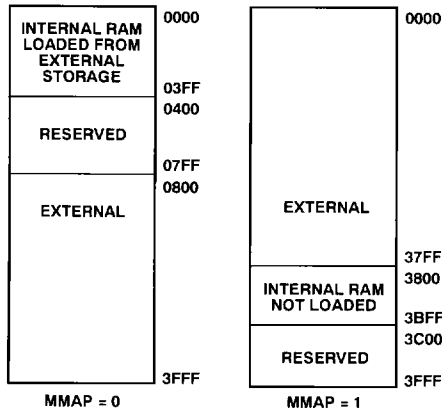 0000
INTERNAL RAM
LOADED FROM
EXTERNAL
STORAGE
03FF
0400
RESERVED
07FF
0800
EXTERNAL
3FFF
MMAP = 0
0000
EXTERNAL
37FF
3800
INTERNAL RAM
NOT LOADED
3BFF
3C00
RESERVED
3FFF
MMAP = 1